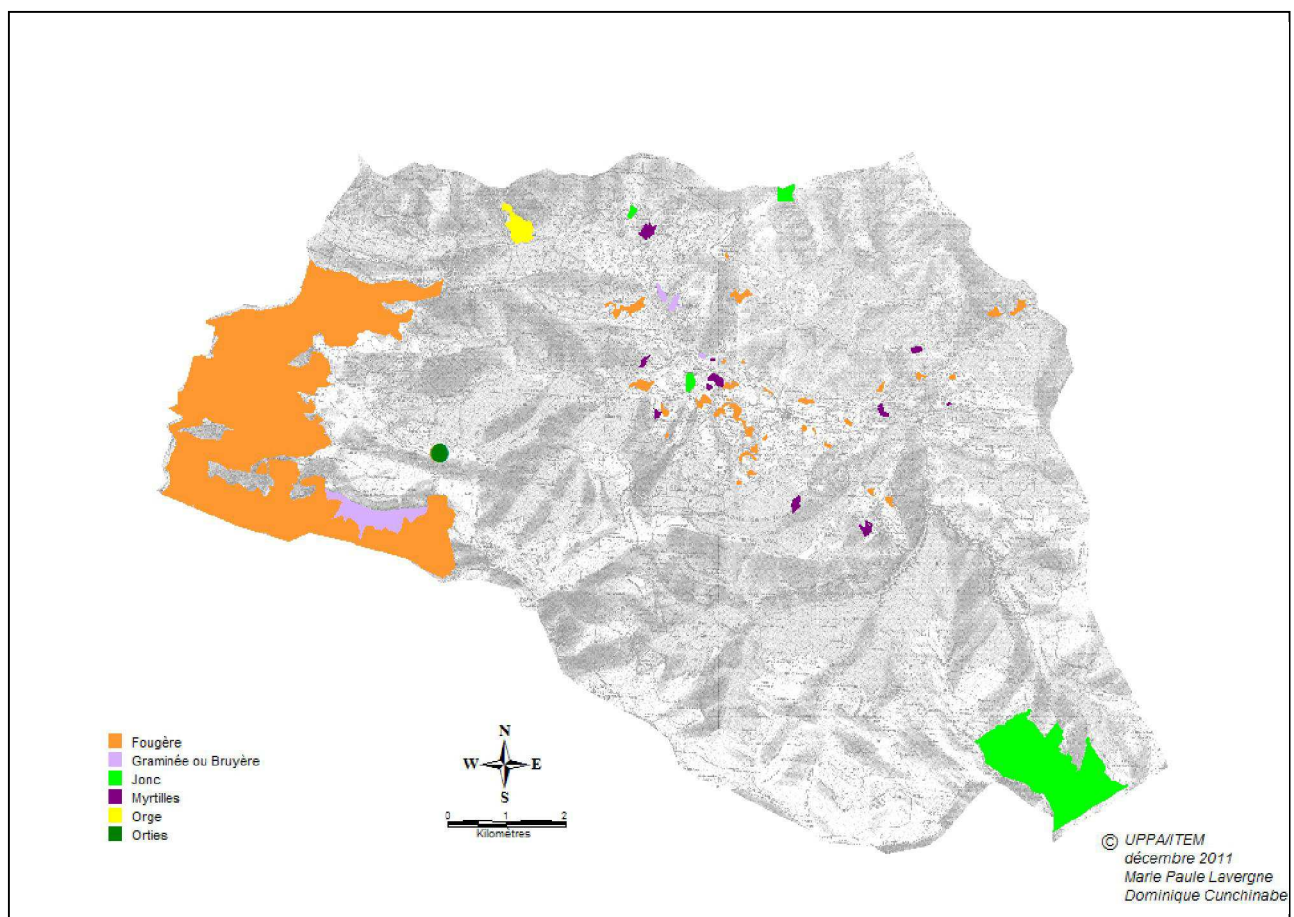 Fougère
Graminée ou Bruyère
Jonc
Myrtilles
Orge
Orties
N
W E
S
0 1 2
Kilomètres
© UPPA/ITEM
décembre 2011
Marie Paule Lavergne
Dominique Cunchinabe